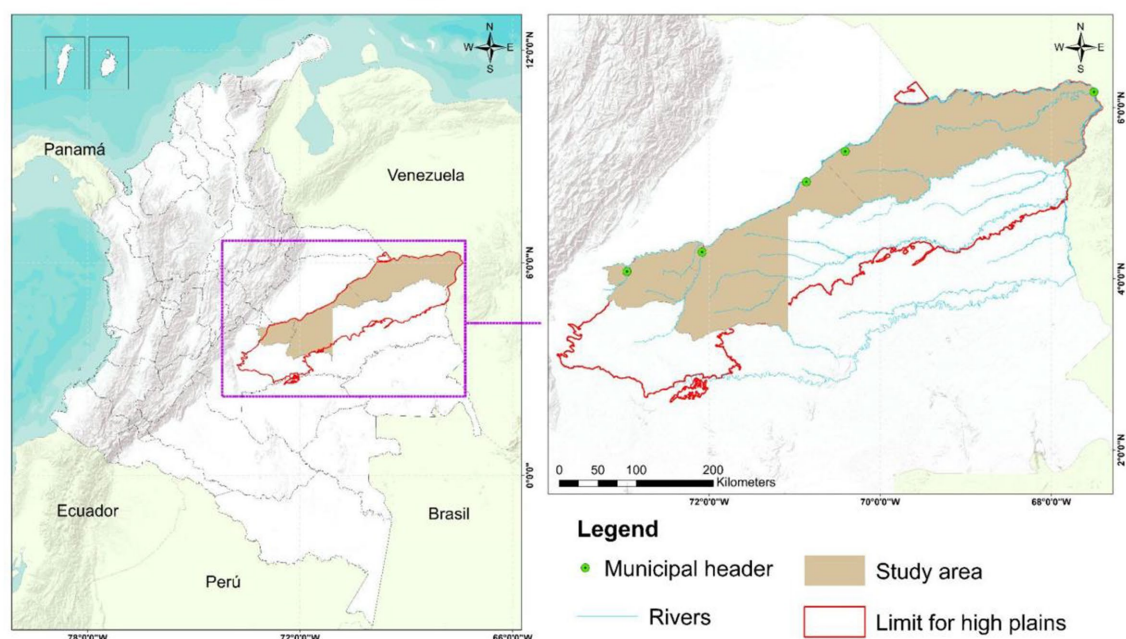 N
W E
S
12°0'0"N
Panamá
Venezuela
6°0'0"N
0°0'0"
Ecuador
Brasil
Perú
78°0'0"W 72°0'0"W 66°0'0"W
N
W E
S
6°0'0"N
4°0'0"N
2°0'0"N
0 50 100 200
Kilometers
72°0'0"W 70°0'0"W 68°0'0"W
Legend
Municipal header
Study area
Rivers
Limit for high plains